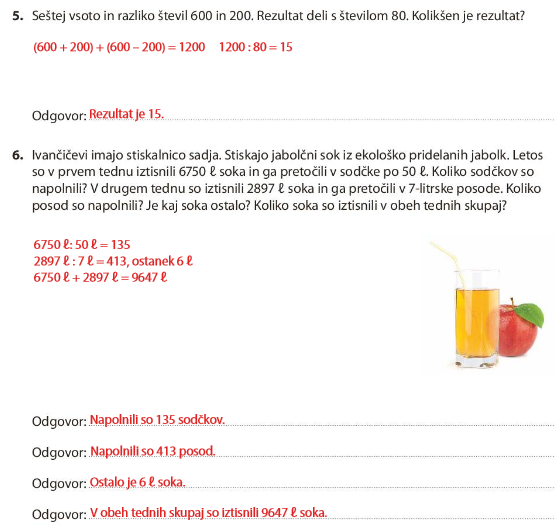 5. Seštej vsoto in razliko števil 600 in 200. Rezultat deli s številom 80. Kolikšen je rezultat?
(600 + 200) + (600 – 200) = 1200 1200 : 80 = 15
Odgovor: Rezultat je 15.
6. Ivančičevi imajo stiskalnico sadja. Stiskajo jabolčni sok iz ekološko pridelanih jabolk. Letos
so v prvem tednu iztisnili 6750 ℓ soka in ga pretočili v sodčke po 50 ℓ. Koliko sodčkov so
napolnili? V drugem tednu so iztisnili 2897 ℓ soka in ga pretočili v 7-litrske posode. Koliko
posod so napolnili? Je kaj soka ostalo? Koliko soka so iztisnili v obeh tednih skupaj?
6750 ℓ: 50 ℓ = 135
2897 ℓ : 7 ℓ = 413, ostanek 6 ℓ
6750 ℓ + 2897 ℓ = 9647 ℓ
Odgovor: Napolnili so 135 sodčkov.
Odgovor: Napolnili so 413 posod.
Odgovor: Ostalo je 6 ℓ soka.
Odgovor: V obeh tednih skupaj so iztisnili 9647 ℓ soka.